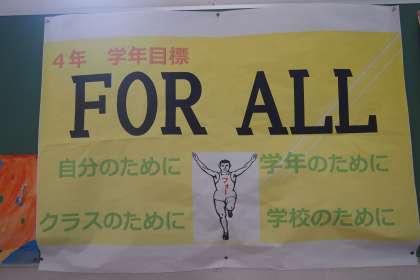 4年 学年目標
FOR ALL
自分のために 学年のために
クラスのために 学校のために